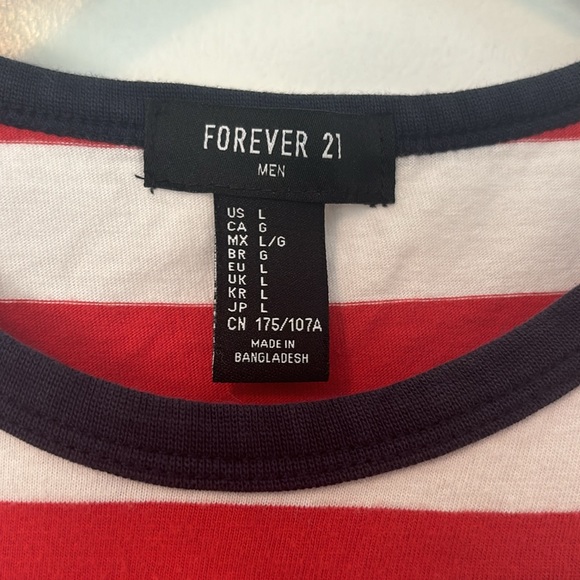 FOREVER 21
MEN
US L
CA G
MX L/G
BR G
EU L
UK L
KR L
JP L
CN 175/107A
MADE IN
BANGLADESH